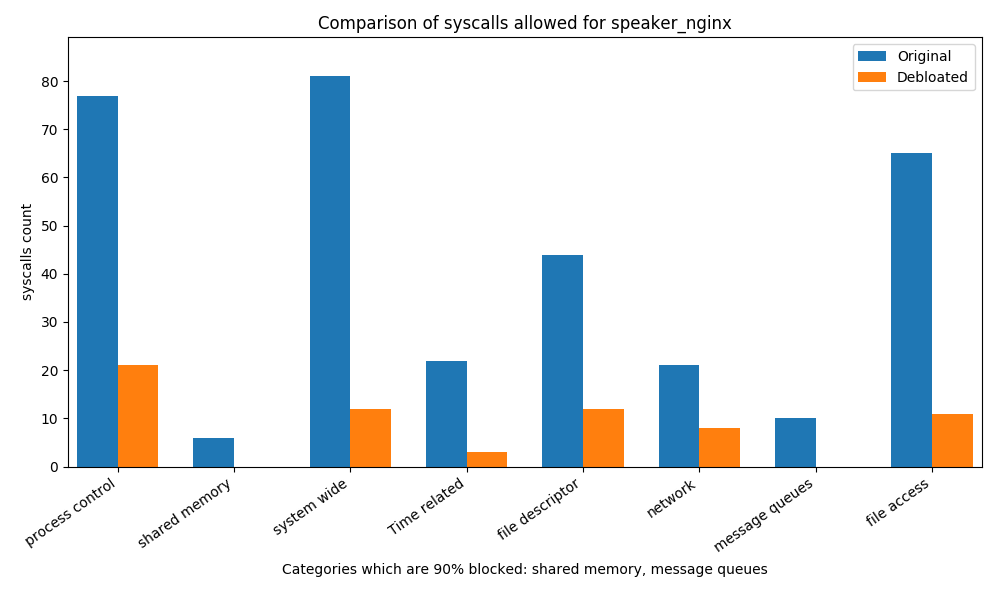 Comparison of syscalls allowed for speaker_nginx
Original
Debloated
syscalls count
80
70
60
50
40
30
20
10
0
process control
shared memory
system wide
Time related
file descriptor
network
message queues
file access
Categories which are 90% blocked: shared memory, message queues